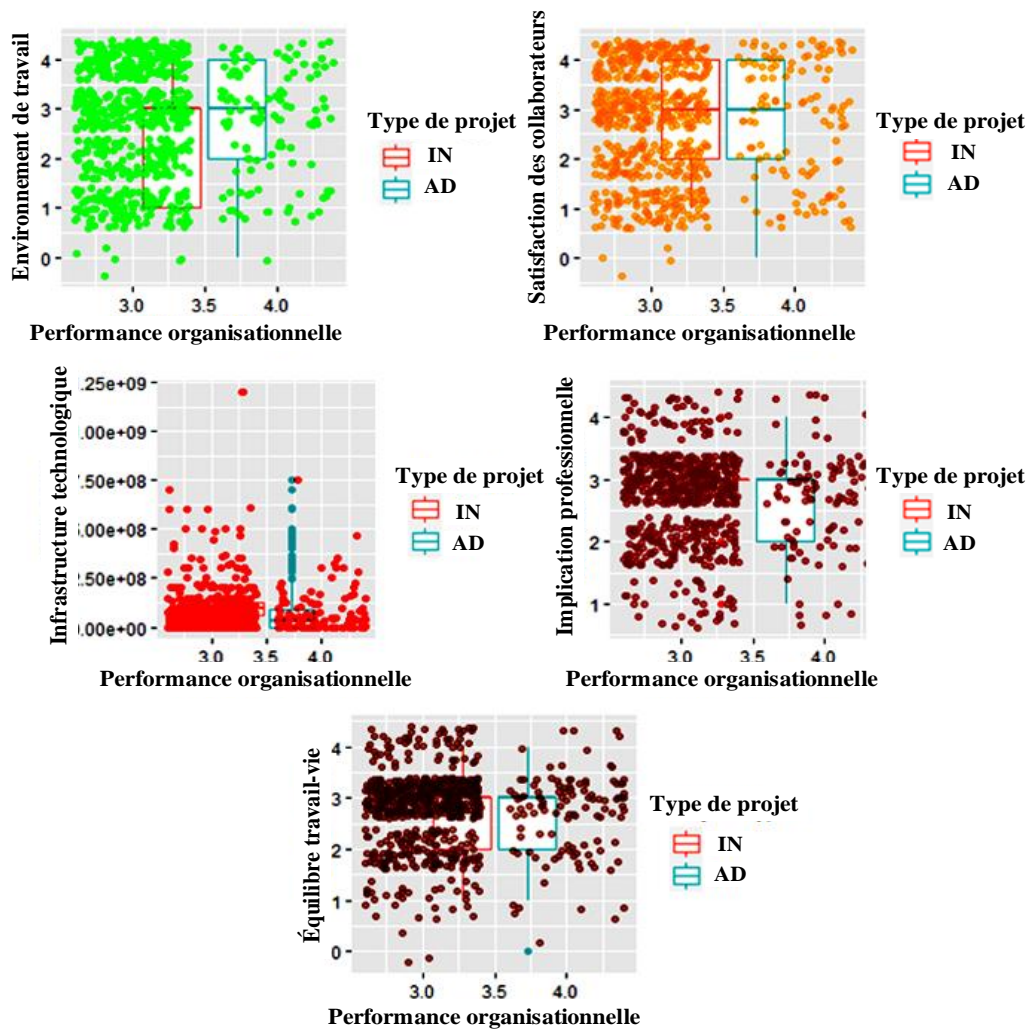 Environnement de travail
4
3
2
1
0
3.0 3.5 4.0
Performance organisationnelle
Type de projet
IN
AD
Satisfaction des collaborateurs
4
3
2
1
0
3.0 3.5 4.0
Performance organisationnelle
Type de projet
IN
AD
Infrastructure technologique
.25e+09
.00e+09
7.50e+08
5.00e+08
2.50e+08
0.00e+00
3.0 3.5 4.0
Performance organisationnelle
Type de projet
IN
AD
Implication professionnelle
4
3
2
1
3.0 3.5 4.0
Performance organisationnelle
Type de projet
IN
AD
Équilibre travail-vie
4
3
2
1
0
3.0 3.5 4.0
Performance organisationnelle
Type de projet
IN
AD